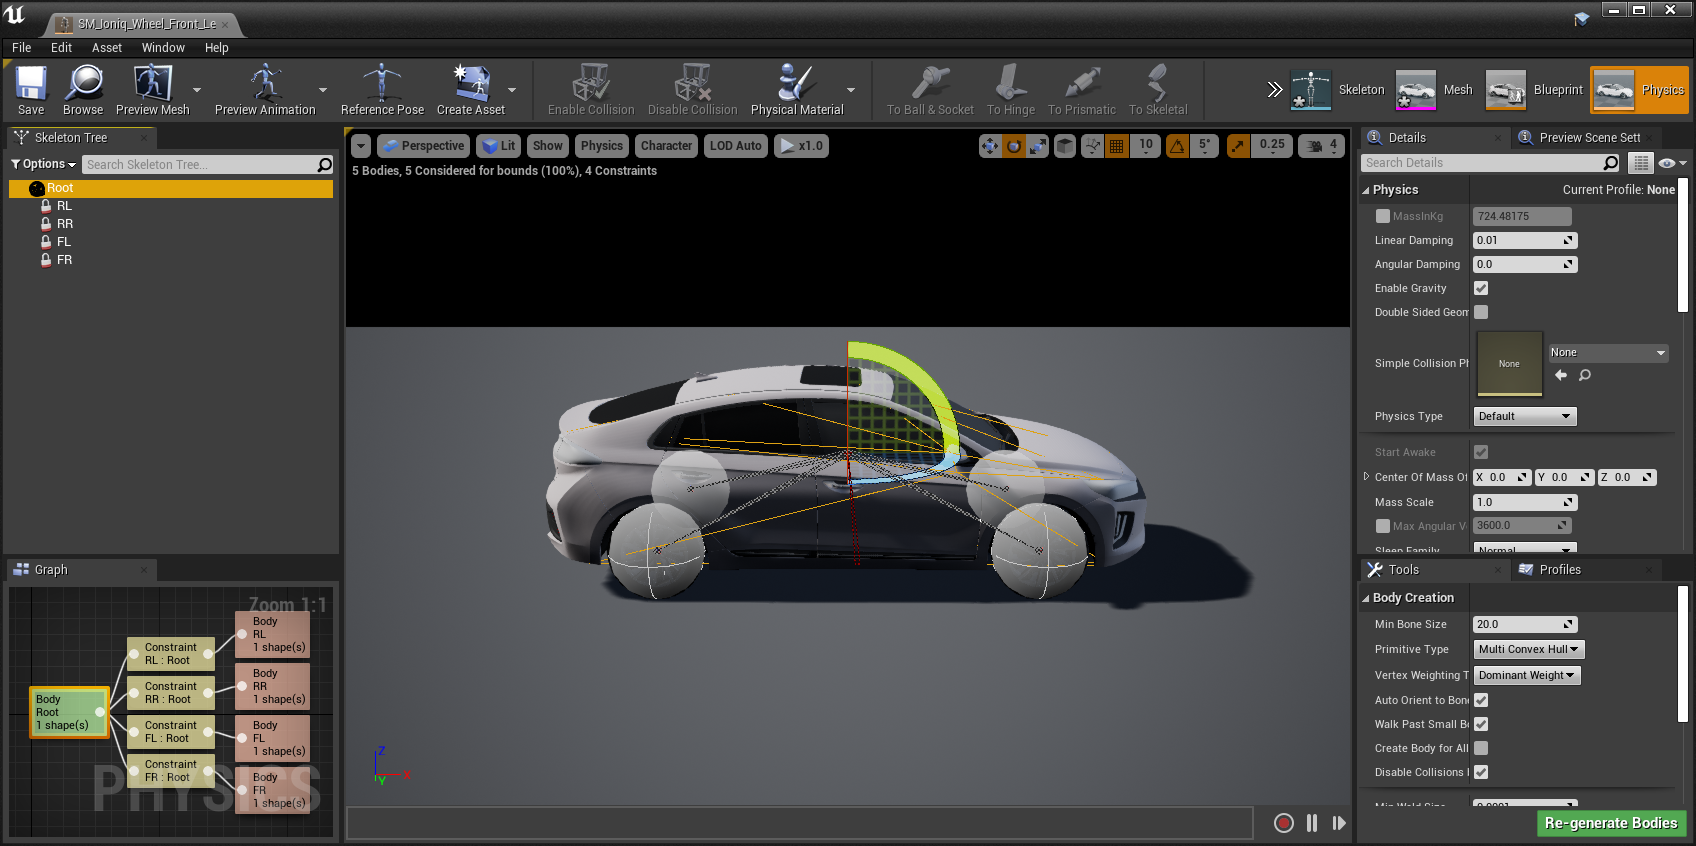 SM_Ioniq_Wheel_Front_Le
File Edit Asset Window Help
Save Browse Preview Mesh Preview Animation Reference Pose Create Asset Enable Collision Disable Collision Physical Material To Ball & Socket To Hinge To Prismatic To Skeletal Skeleton Mesh Blueprint Physics
Skeleton Tree
Options Search Skeleton Tree...
Root
RL
RR
FL
FR
Graph
Zoom 1:1
Body
Root
1 shape(s)
Constraint
RL : Root
Constraint
RR : Root
Constraint
FL : Root
Constraint
FR : Root
Body
RL
1 shape(s)
Body
RR
1 shape(s)
Body
FL
1 shape(s)
Body
FR
1 shape(s)
PHYSICS
Perspective Lit Show Physics Character LOD Auto x1.0 10 5° 0.25 4
5 Bodies, 5 Considered for bounds (100%), 4 Constraints
Z
X
Y
Details Preview Scene Sett
Search Details
Physics Current Profile: None
MassInKg 724.48175
Linear Damping 0.01
Angular Damping 0.0
Enable Gravity
Double Sided Geom
Simple Collision Ph None None
Physics Type Default
Start Awake
Center Of Mass Of X 0.0 Y 0.0 Z 0.0
Mass Scale 1.0
Max Angular V 3600.0
Sleep Family Normal
Tools Profiles
Body Creation
Min Bone Size 20.0
Primitive Type Multi Convex Hull
Vertex Weighting T Dominant Weight
Auto Orient to Bone
Walk Past Small Bo
Create Body for All
Disable Collisions
Min Weld Size 0.0001
Re-generate Bodies